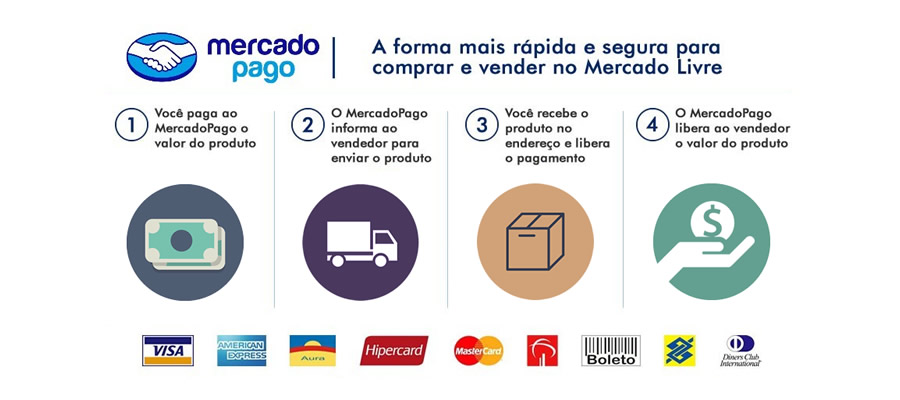 mercado
pago
A forma mais rápida e segura para
comprar e vender no Mercado Livre
1
Você paga ao
MercadoPago o
valor do produto
2
O MercadoPago
informa ao
vendedor para
enviar o produto
3
Você recebe o
produto no
endereço e libera
o pagamento
4
O MercadoPago
libera ao vendedor
o valor do produto
$
VISA
AMERICAN
EXPRESS
Aura
Hipercard
MasterCard
Boleto
Diners Club
International